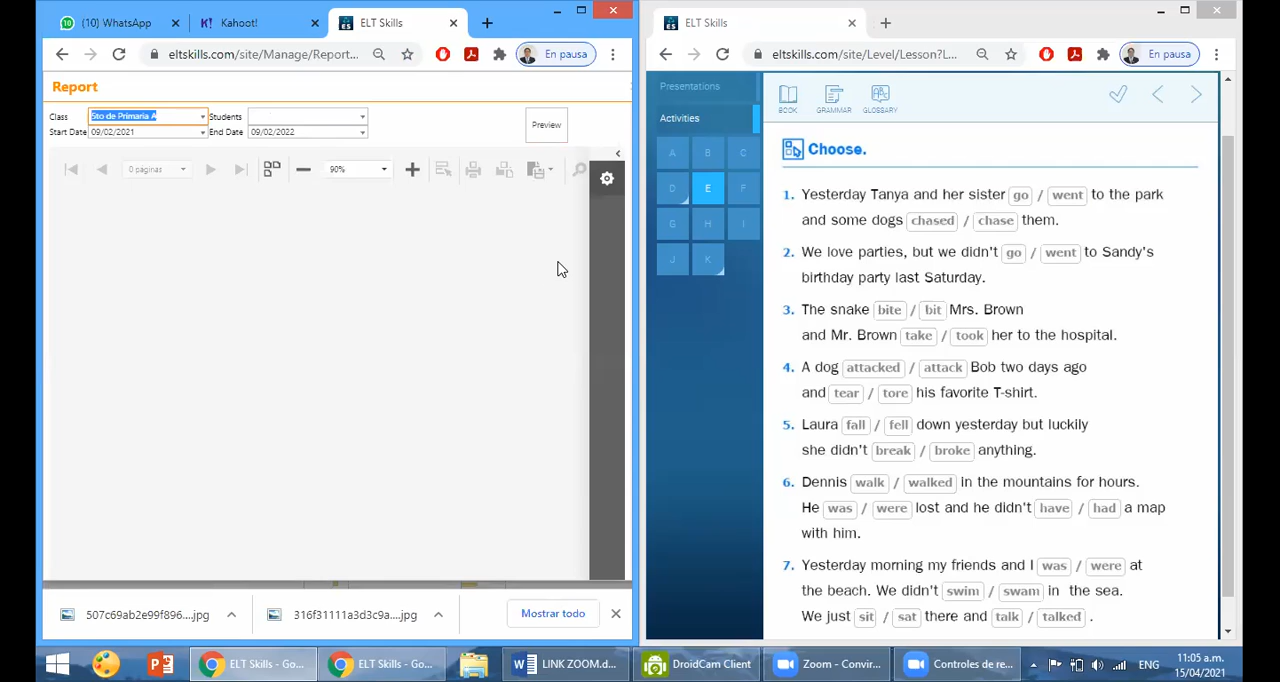 (10) WhatsApp
Kahoot!
ELT Skills
eltskills.com/site/Manage/Report...
En pausa
Report
Class 5to de Primaria A Students
Start Date 09/02/2021 End Date 09/02/2022
Preview
0 páginas 90%
507c69ab2e99f896....jpg
316f31111a3d3c9a....jpg
Mostrar todo
ELT Skills
eltskills.com/site/Level/Lesson?L...
En pausa
Presentations
Activities
A B C
D E F
G H I
J K
BOOK GRAMMAR GLOSSARY
Choose.
1. Yesterday Tanya and her sister go / went to the park
and some dogs chased / chase them.
2. We love parties, but we didn't go / went to Sandy's
birthday party last Saturday.
3. The snake bite / bit Mrs. Brown
and Mr. Brown take / took her to the hospital.
4. A dog attacked / attack Bob two days ago
and tear / tore his favorite T-shirt.
5. Laura fall / fell down yesterday but luckily
she didn't break / broke anything.
6. Dennis walk / walked in the mountains for hours.
He was / were lost and he didn't have / had a map
with him.
7. Yesterday morning my friends and I was / were at
the beach. We didn't swim / swam in the sea.
We just sit / sat there and talk / talked .
ELT Skills - Go...
ELT Skills - Go...
LINK ZOOM.d...
DroidCam Client
Zoom - Convir...
Controles de re...
ENG
11:05 a.m.
15/04/2021